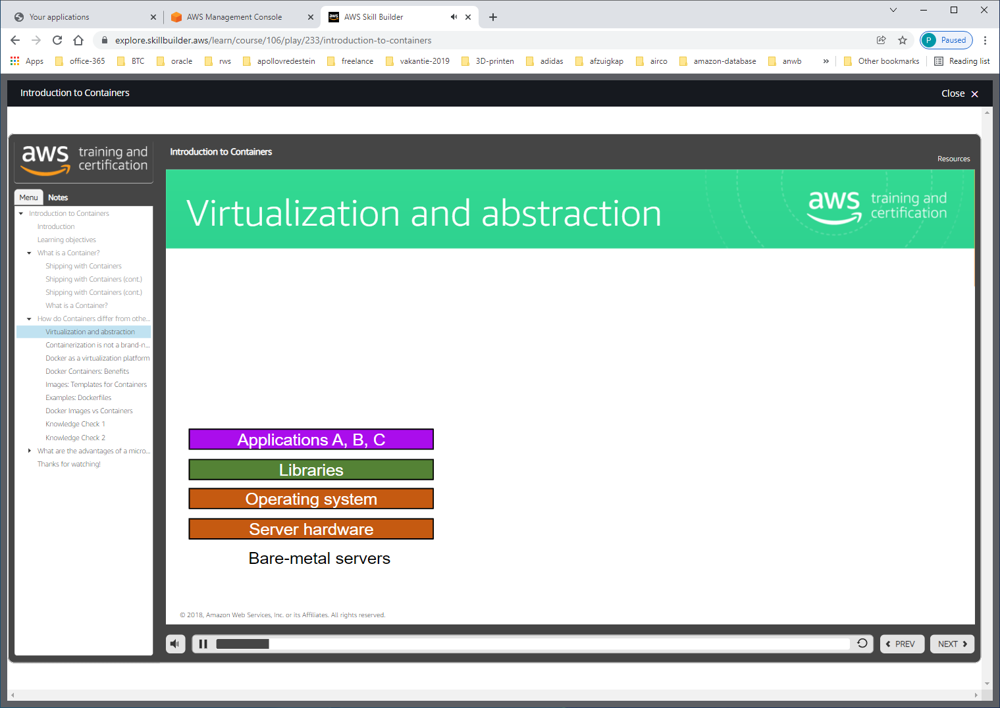 Your applications
AWS Management Console
aws
AWS Skill Builder
explore.skillbuilder.aws/learn/course/106/play/233/introduction-to-containers
P Paused
Apps
office-365
BTC
oracle
rws
apollovredestein
freelance
vakantie-2019
3D-printen
adidas
afzuigkap
airco
amazon-database
anwb
»
Other bookmarks
Reading list
Introduction to Containers
Close
aws training and
certification
Introduction to Containers
Resources
Menu
Notes
Introduction to Containers
Introduction
Learning objectives
What is a Container?
Shipping with Containers
Shipping with Containers (cont.)
Shipping with Containers (cont.)
What is a Container?
How do Containers differ from othe...
Virtualization and abstraction
Containerization is not a brand-n...
Docker as a virtualization platform
Docker Containers: Benefits
Images: Templates for Containers
Examples: Dockerfiles
Docker Images vs Containers
Knowledge Check 1
Knowledge Check 2
What are the advantages of a micro...
Thanks for watching!
Virtualization and abstraction
aws training and
certification
Applications A, B, C
Libraries
Operating system
Server hardware
Bare-metal servers
© 2018, Amazon Web Services, Inc. or its Affiliates. All rights reserved.
PREV
NEXT